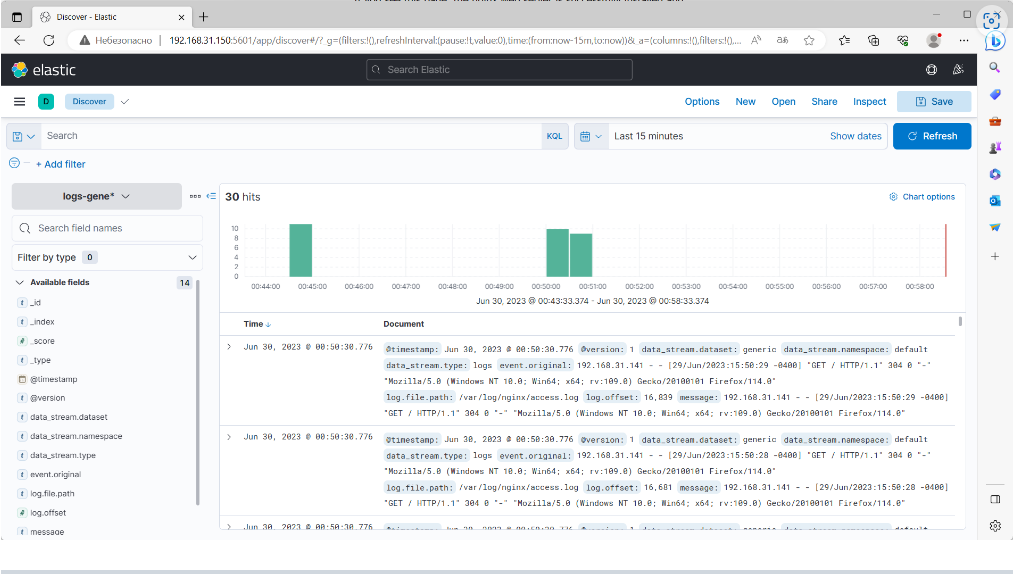 Discover - Elastic
Небезопасно | 192.168.31.150:5601/app/discover#/?_g=(filters:!(),refreshInterval:(pause:!t,value:0),time:(from:now-15m,to:now))&_a=(columns:!(),filters:!(),...
elastic
Search Elastic
D Discover Options New Open Share Inspect Save
Search KQL Last 15 minutes Show dates Refresh
+ Add filter
logs-gene*
Search field names
Filter by type 0
Available fields 14
t _id
t _index
# _score
t _type
@timestamp
t @version
t data_stream.dataset
t data_stream.namespace
t data_stream.type
t event.original
t log.file.path
# log.offset
t message
30 hits
Chart options
10
8
6
4
2
0
00:44:00 00:45:00 00:46:00 00:47:00 00:48:00 00:49:00 00:50:00 00:51:00 00:52:00 00:53:00 00:54:00 00:55:00 00:56:00 00:57:00 00:58:00
Jun 30, 2023 @ 00:43:33.374 - Jun 30, 2023 @ 00:58:33.374
Time Document
Jun 30, 2023 @ 00:50:30.776 @timestamp: Jun 30, 2023 @ 00:50:30.776 @version: 1 data_stream.dataset: generic data_stream.namespace: default
data_stream.type: logs event.original: 192.168.31.141 - - [29/Jun/2023:15:50:29 -0400] "GET / HTTP/1.1" 304 0 "-"
"Mozilla/5.0 (Windows NT 10.0; Win64; x64; rv:109.0) Gecko/20100101 Firefox/114.0"
log.file.path: /var/log/nginx/access.log log.offset: 16,839 message: 192.168.31.141 - - [29/Jun/2023:15:50:29 -0400]
"GET / HTTP/1.1" 304 0 "-" "Mozilla/5.0 (Windows NT 10.0; Win64; x64; rv:109.0) Gecko/20100101 Firefox/114.0"
Jun 30, 2023 @ 00:50:30.776 @timestamp: Jun 30, 2023 @ 00:50:30.776 @version: 1 data_stream.dataset: generic data_stream.namespace: default
data_stream.type: logs event.original: 192.168.31.141 - - [29/Jun/2023:15:50:28 -0400] "GET / HTTP/1.1" 304 0 "-"
"Mozilla/5.0 (Windows NT 10.0; Win64; x64; rv:109.0) Gecko/20100101 Firefox/114.0"
log.file.path: /var/log/nginx/access.log log.offset: 16,681 message: 192.168.31.141 - - [29/Jun/2023:15:50:28 -0400]
"GET / HTTP/1.1" 304 0 "-" "Mozilla/5.0 (Windows NT 10.0; Win64; x64; rv:109.0) Gecko/20100101 Firefox/114.0"
Jun 30, 2023 @ 00:50:30.776